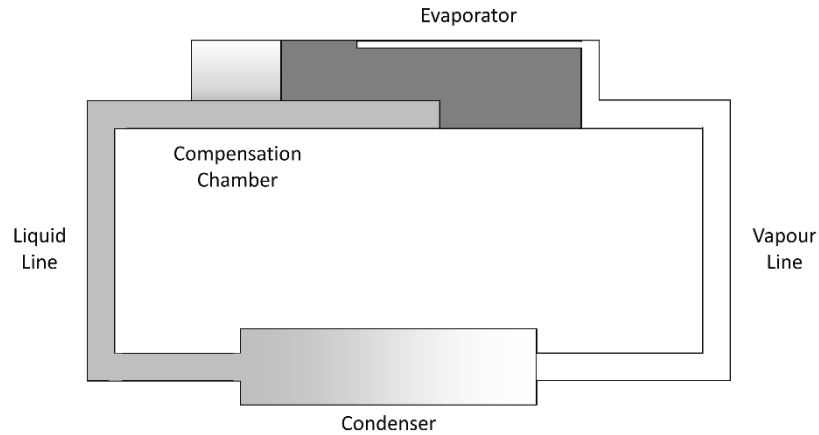 Evaporator
Compensation
Chamber
Liquid
Line
Vapour
Line
Condenser